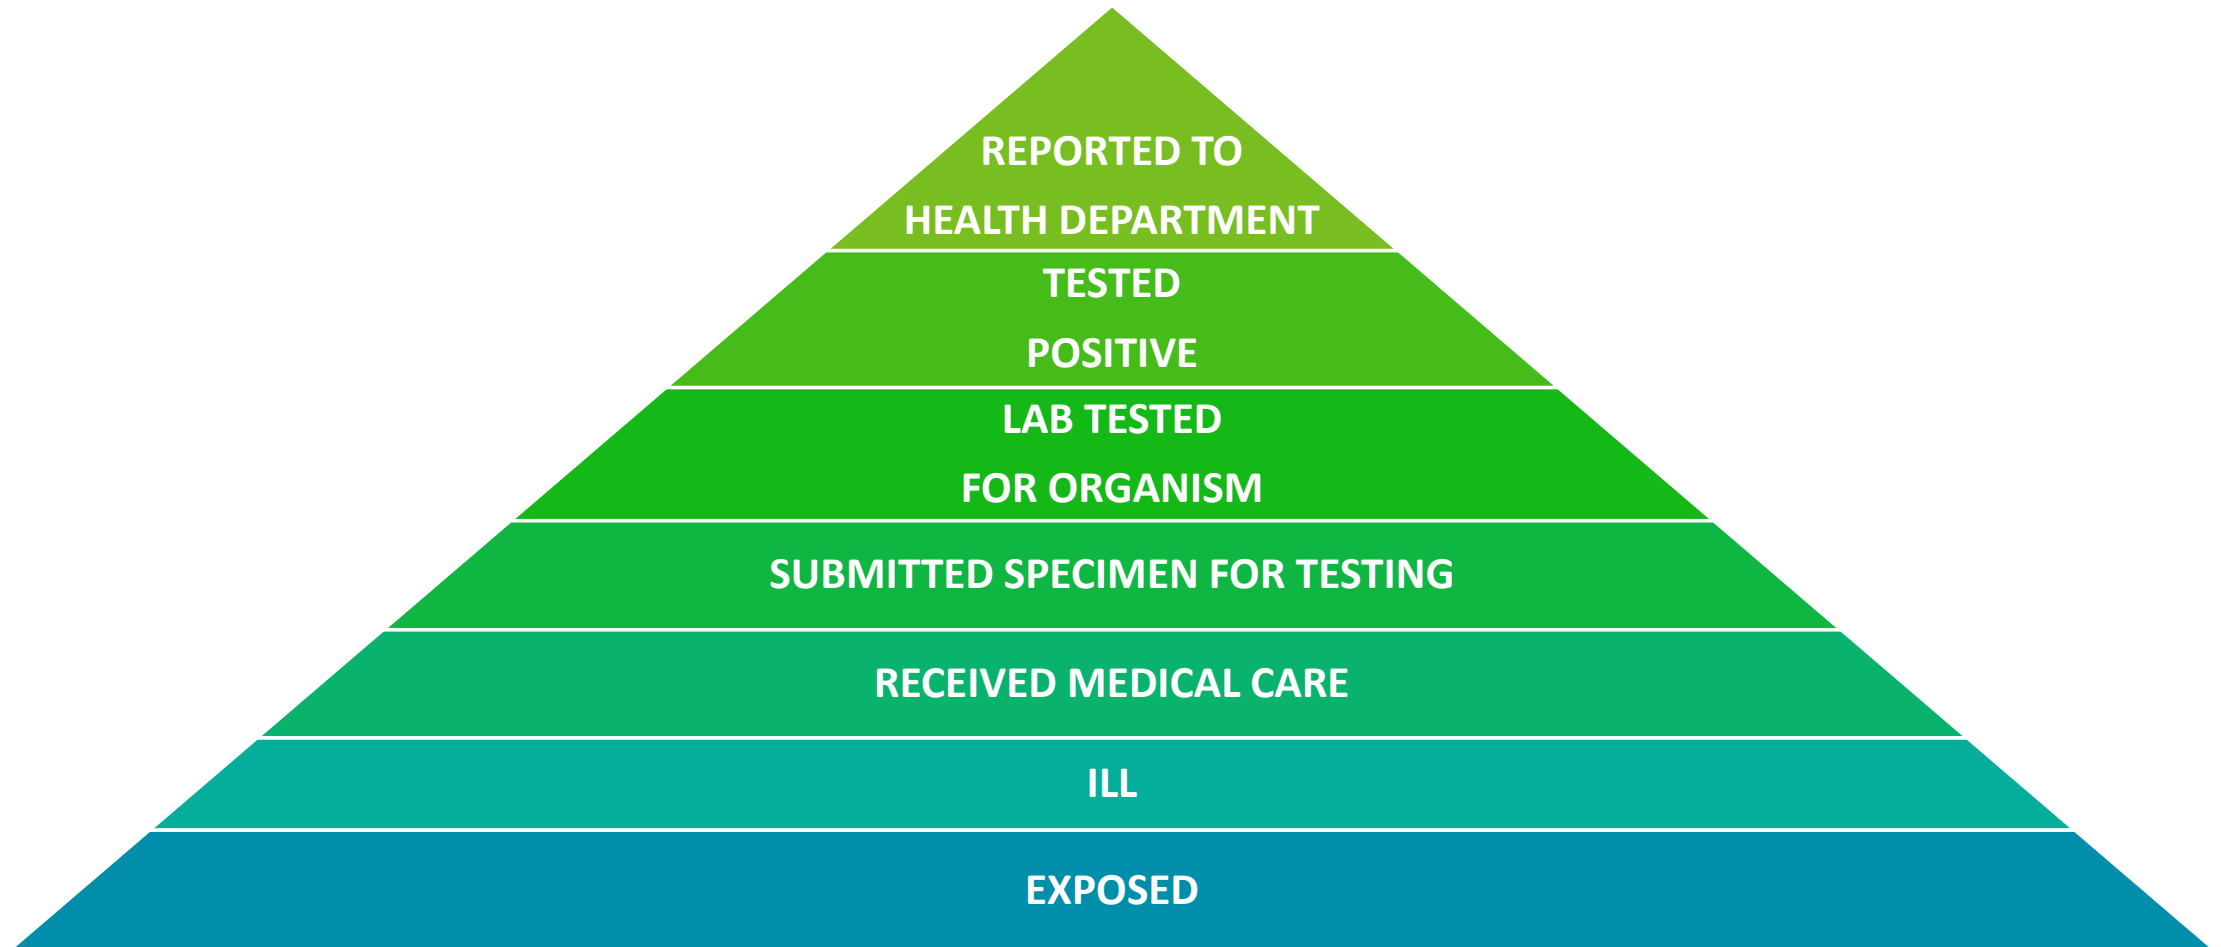 REPORTED TO
HEALTH DEPARTMENT
TESTED
POSITIVE
LAB TESTED
FOR ORGANISM
SUBMITTED SPECIMEN FOR TESTING
RECEIVED MEDICAL CARE
ILL
EXPOSED